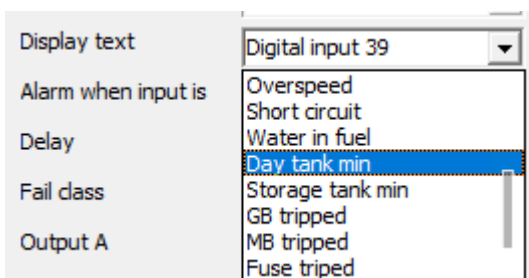 Display text
Digital input 39
Alarm when input is
Overspeed
Short circuit
Delay
Water in fuel
Day tank min
Fail class
Storage tank min
GB tripped
Output A
MB tripped
Fuse triped